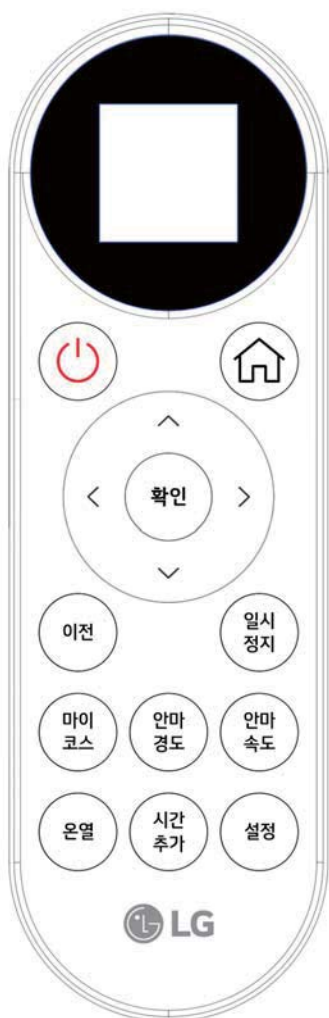 확인
이전
일시
정지
마이
코스
안마
경도
안마
속도
온열
시간
추가
설정
LG